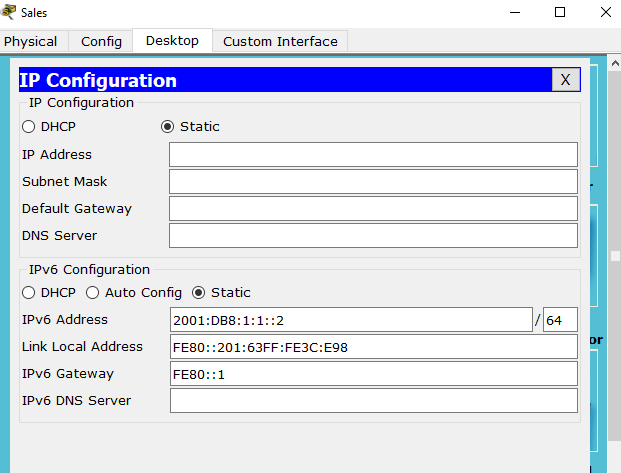 Sales
Physical Config Desktop Custom Interface
IP Configuration X
IP Configuration
DHCP Static
IP Address
Subnet Mask
Default Gateway
DNS Server
IPv6 Configuration
DHCP Auto Config Static
IPv6 Address 2001:DB8:1:1::2 / 64
Link Local Address FE80::201:63FF:FE3C:E98
IPv6 Gateway FE80::1
IPv6 DNS Server
or